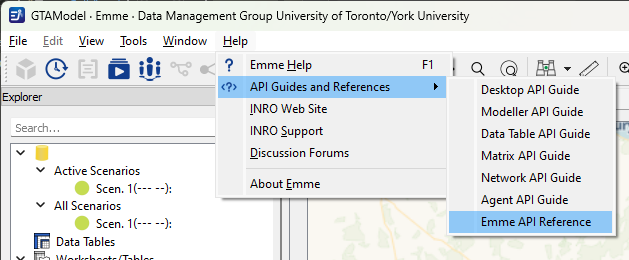 GTAModel · Emme · Data Management Group University of Toronto/York University
File Edit View Tools Window Help
Emme Help F1
API Guides and References
INRO Web Site
INRO Support
Discussion Forums
About Emme
Desktop API Guide
Modeller API Guide
Data Table API Guide
Matrix API Guide
Network API Guide
Agent API Guide
Emme API Reference
Explorer
Search...
Active Scenarios
Scen. 1(--- --):
All Scenarios
Scen. 1(--- --):
Data Tables
Worksheets/Tables